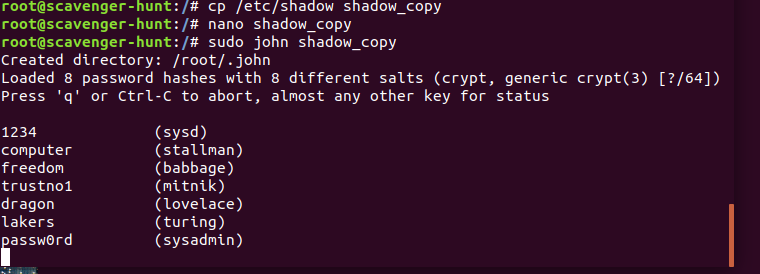 root@scavenger-hunt:/# cp /etc/shadow shadow_copy
root@scavenger-hunt:/# nano shadow_copy
root@scavenger-hunt:/# sudo john shadow_copy
Created directory: /root/.john
Loaded 8 password hashes with 8 different salts (crypt, generic crypt(3) [?/64])
Press 'q' or Ctrl-C to abort, almost any other key for status
1234 (sysd)
computer (stallman)
freedom (babbage)
trustno1 (mitnik)
dragon (lovelace)
lakers (turing)
passw0rd (sysadmin)